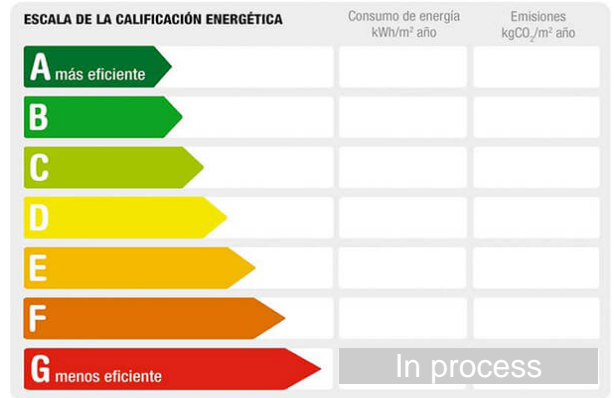 ESCALA DE LA CALIFICACIÓN ENERGÉTICA
Consumo de energía
kWh/m² año
Emisiones
kgCO₂/m² año
A más eficiente
B
C
D
E
F
G menos eficiente
In process